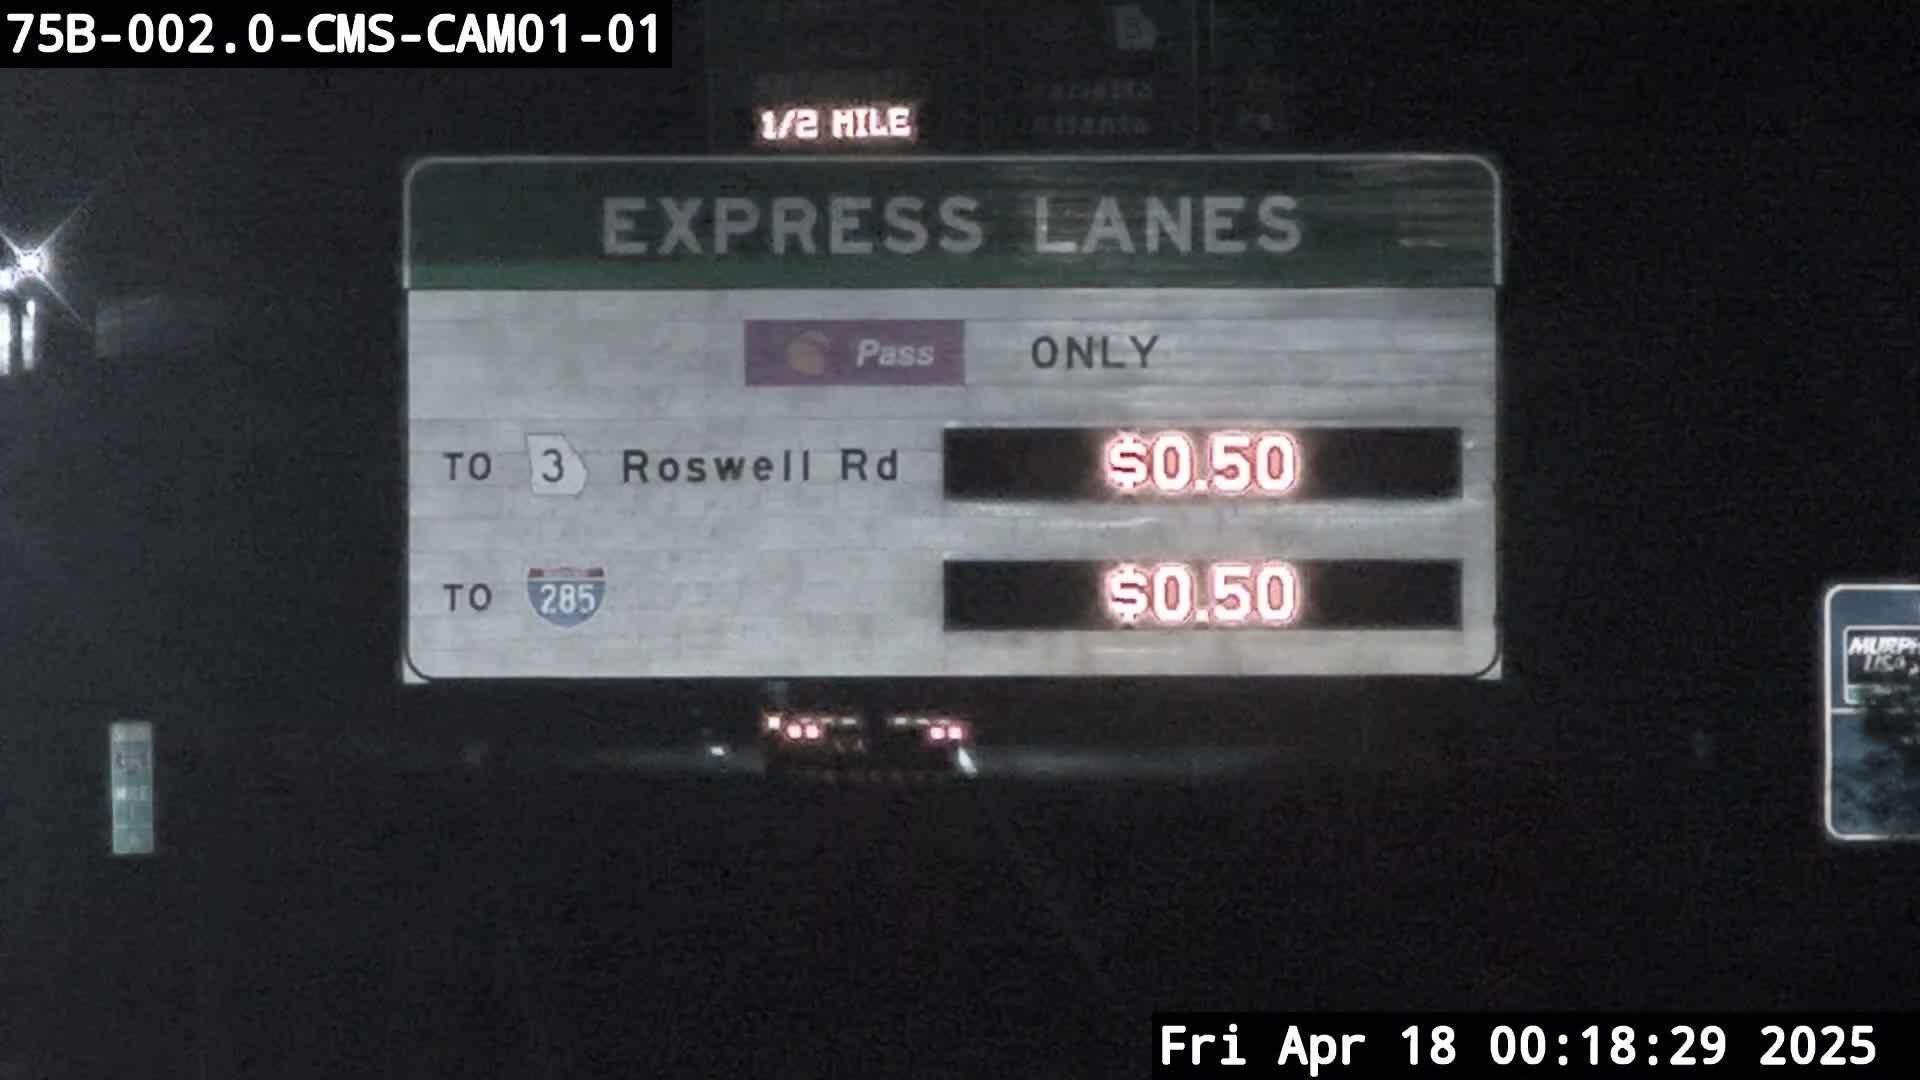 75B-002.0-CMS-CAM01-01
1/2 MILE
EXPRESS LANES
Pass ONLY
TO 3 Roswell Rd $0.50
TO 285 $0.50
Fri Apr 18 00:18:29 2025